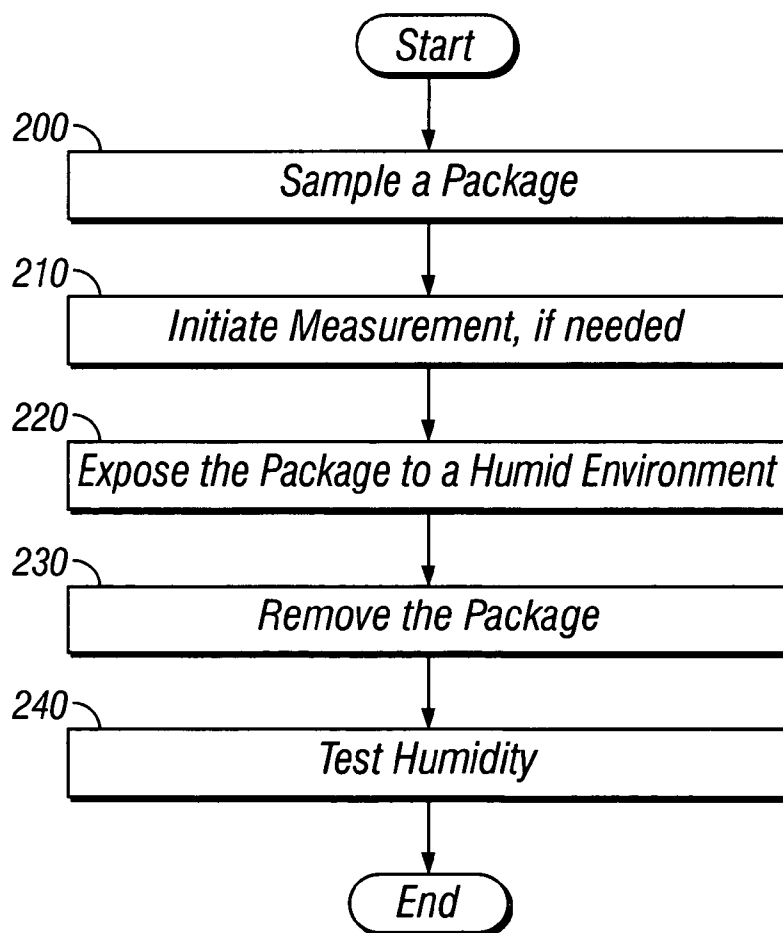 Start
200
Sample a Package
210
Initiate Measurement, if needed
220
Expose the Package to a Humid Environment
230
Remove the Package
240
Test Humidity
End